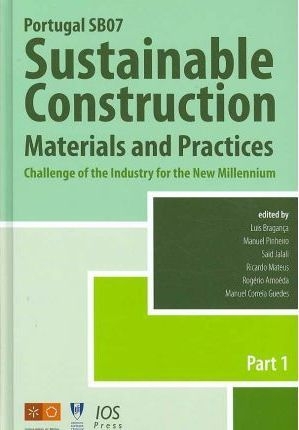 Portugal SB07
Sustainable
Construction
Materials and Practices
Challenge of the Industry for the New Millennium
edited by
Luís Bragança
Manuel Pinheiro
Said Jalali
Ricardo Mateus
Rogério Amoêda
Manuel Correia Guedes
Part 1
IOS
Press